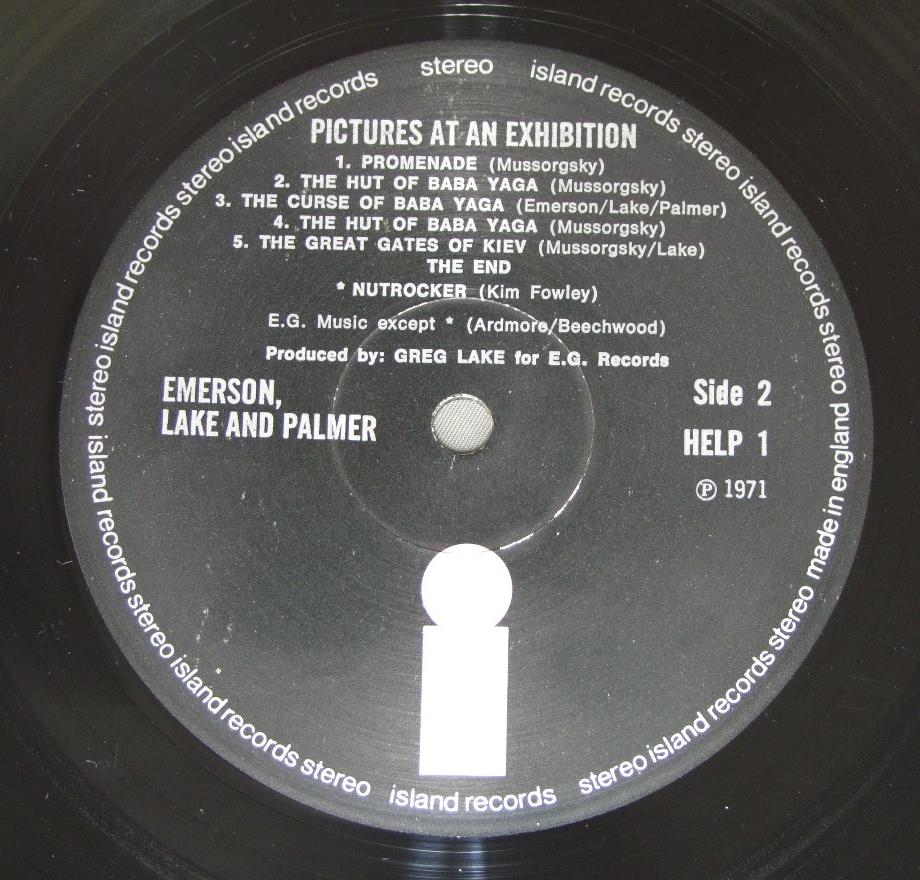 stereo island records stereo island records stereo made in england stereo island records stereo island records stereo island records stereo island records stereo island records stereo island records
PICTURES AT AN EXHIBITION
1. PROMENADE (Mussorgsky)
2. THE HUT OF BABA YAGA (Mussorgsky)
3. THE CURSE OF BABA YAGA (Emerson/Lake/Palmer)
4. THE HUT OF BABA YAGA (Mussorgsky)
5. THE GREAT GATES OF KIEV (Mussorgsky/Lake)
THE END
* NUTROCKER (Kim Fowley)
E.G. Music except * (Ardmore/Beechwood)
Produced by: GREG LAKE for E.G. Records
EMERSON,
LAKE AND PALMER
Side 2
HELP 1
℗ 1971